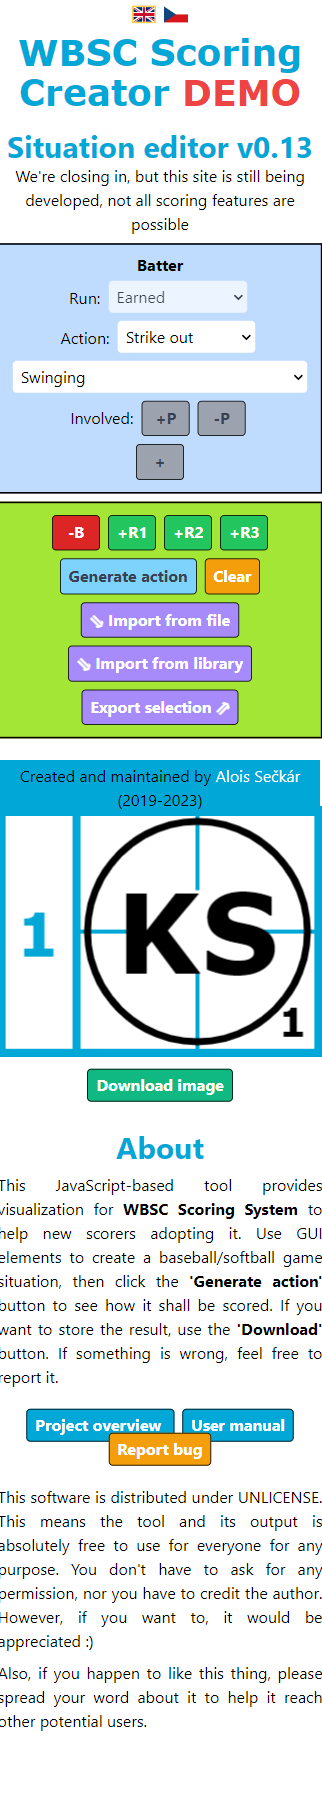 WBSC Scoring
Creator DEMO
Situation editor v0.13
We're closing in, but this site is still being
developed, not all scoring features are
possible
Batter
Run: Earned
Action: Strike out
Swinging
Involved: +P -P
+
-B +R1 +R2 +R3
Generate action Clear
⇘ Import from file
⇘ Import from library
Export selection ⇗
Created and maintained by Alois Sečkár
(2019-2023)
1 KS
1
Download image
About
This JavaScript-based tool provides
visualization for WBSC Scoring System to
help new scorers adopting it. Use GUI
elements to create a baseball/softball game
situation, then click the 'Generate action'
button to see how it shall be scored. If you
want to store the result, use the 'Download'
button. If something is wrong, feel free to
report it.
Project overview User manual
Report bug
This software is distributed under UNLICENSE.
This means the tool and its output is
absolutely free to use for everyone for any
purpose. You don't have to ask for any
permission, nor you have to credit the author.
However, if you want to, it would be
appreciated :)
Also, if you happen to like this thing, please
spread your word about it to help it reach
other potential users.